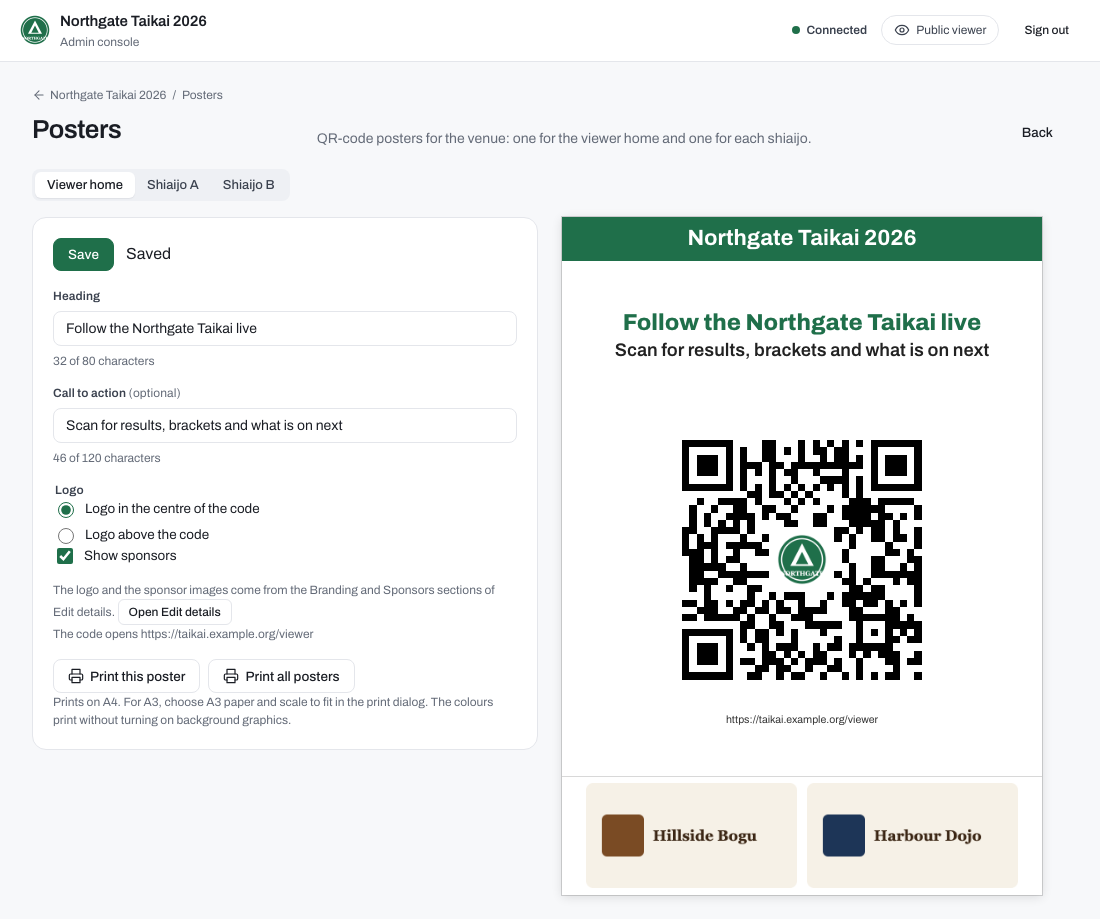 Northgate Taikai 2026
Admin console
Connected
Public viewer
Sign out
Northgate Taikai 2026 / Posters
Posters
QR-code posters for the venue: one for the viewer home and one for each shiaijo.
Back
Viewer home
Shiaijo A
Shiaijo B
Save
Saved
Heading
Follow the Northgate Taikai live
32 of 80 characters
Call to action (optional)
Scan for results, brackets and what is on next
46 of 120 characters
Logo
Logo in the centre of the code
Logo above the code
Show sponsors
The logo and the sponsor images come from the Branding and Sponsors sections of
Edit details. Open Edit details
The code opens https://taikai.example.org/viewer
Print this poster
Print all posters
Prints on A4. For A3, choose A3 paper and scale to fit in the print dialog. The colours
print without turning on background graphics.
Northgate Taikai 2026
Follow the Northgate Taikai live
Scan for results, brackets and what is on next
https://taikai.example.org/viewer
Hillside Bogu
Harbour Dojo